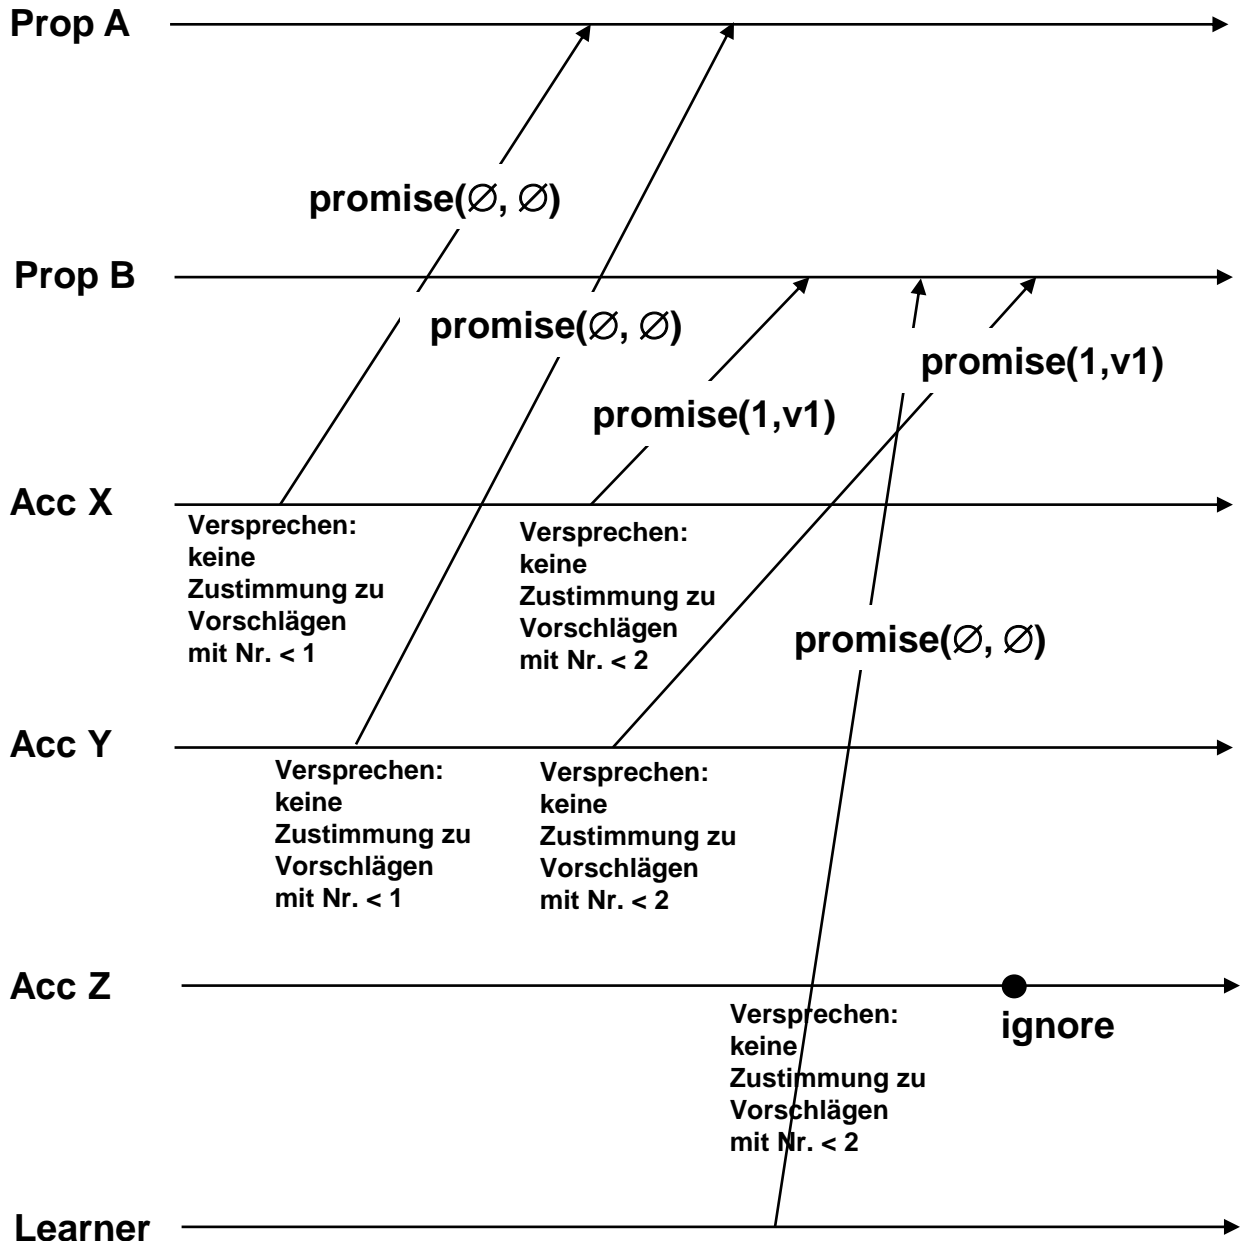 Prop A
promise(∅, ∅)
Prop B
promise(∅, ∅)
promise(1,v1)
promise(1,v1)
Acc X
Versprechen:
keine
Zustimmung zu
Vorschlägen
mit Nr. < 1
Versprechen:
keine
Zustimmung zu
Vorschlägen
mit Nr. < 2
promise(∅, ∅)
Acc Y
Versprechen:
keine
Zustimmung zu
Vorschlägen
mit Nr. < 1
Versprechen:
keine
Zustimmung zu
Vorschlägen
mit Nr. < 2
Acc Z
Versprechen:
keine
Zustimmung zu
Vorschlägen
mit Nr. < 2
ignore
Learner